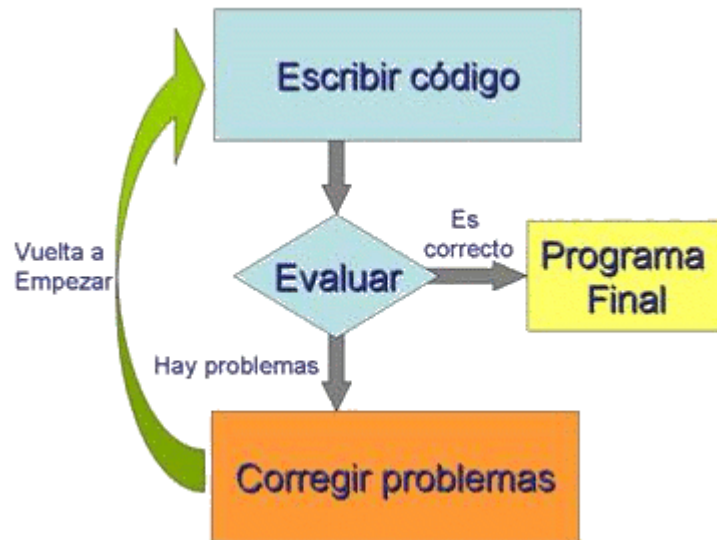 Escribir código
Es
correcto
Vuelta a
Empezar
Evaluar
Programa
Final
Hay problemas
Corregir problemas